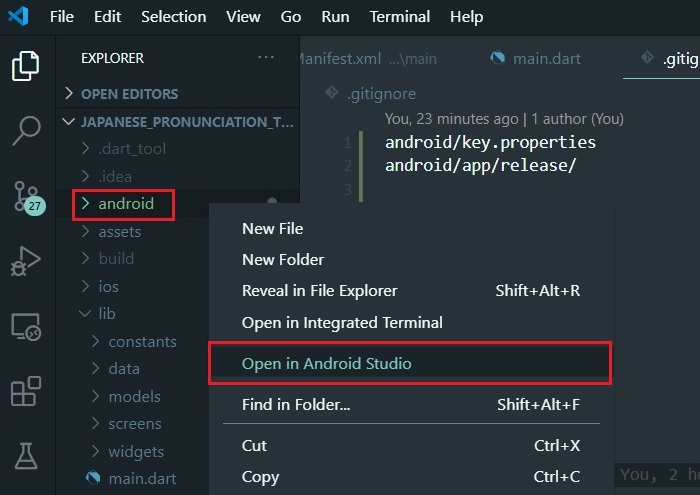 File Edit Selection View Go Run Terminal Help
EXPLORER
Manifest.xml ...\main
main.dart
.gitig
OPEN EDITORS
.gitignore
JAPANESE_PRONUNCIATION_T...
You, 23 minutes ago | 1 author (You)
.dart_tool
1 android/key.properties
.idea
2 android/app/release/
3
27
android
assets
build
ios
lib
constants
data
models
screens
widgets
main.dart
New File
New Folder
Reveal in File Explorer Shift+Alt+R
Open in Integrated Terminal
Open in Android Studio
Find in Folder... Shift+Alt+F
Cut Ctrl+X
Copy Ctrl+C
You, 2 ho